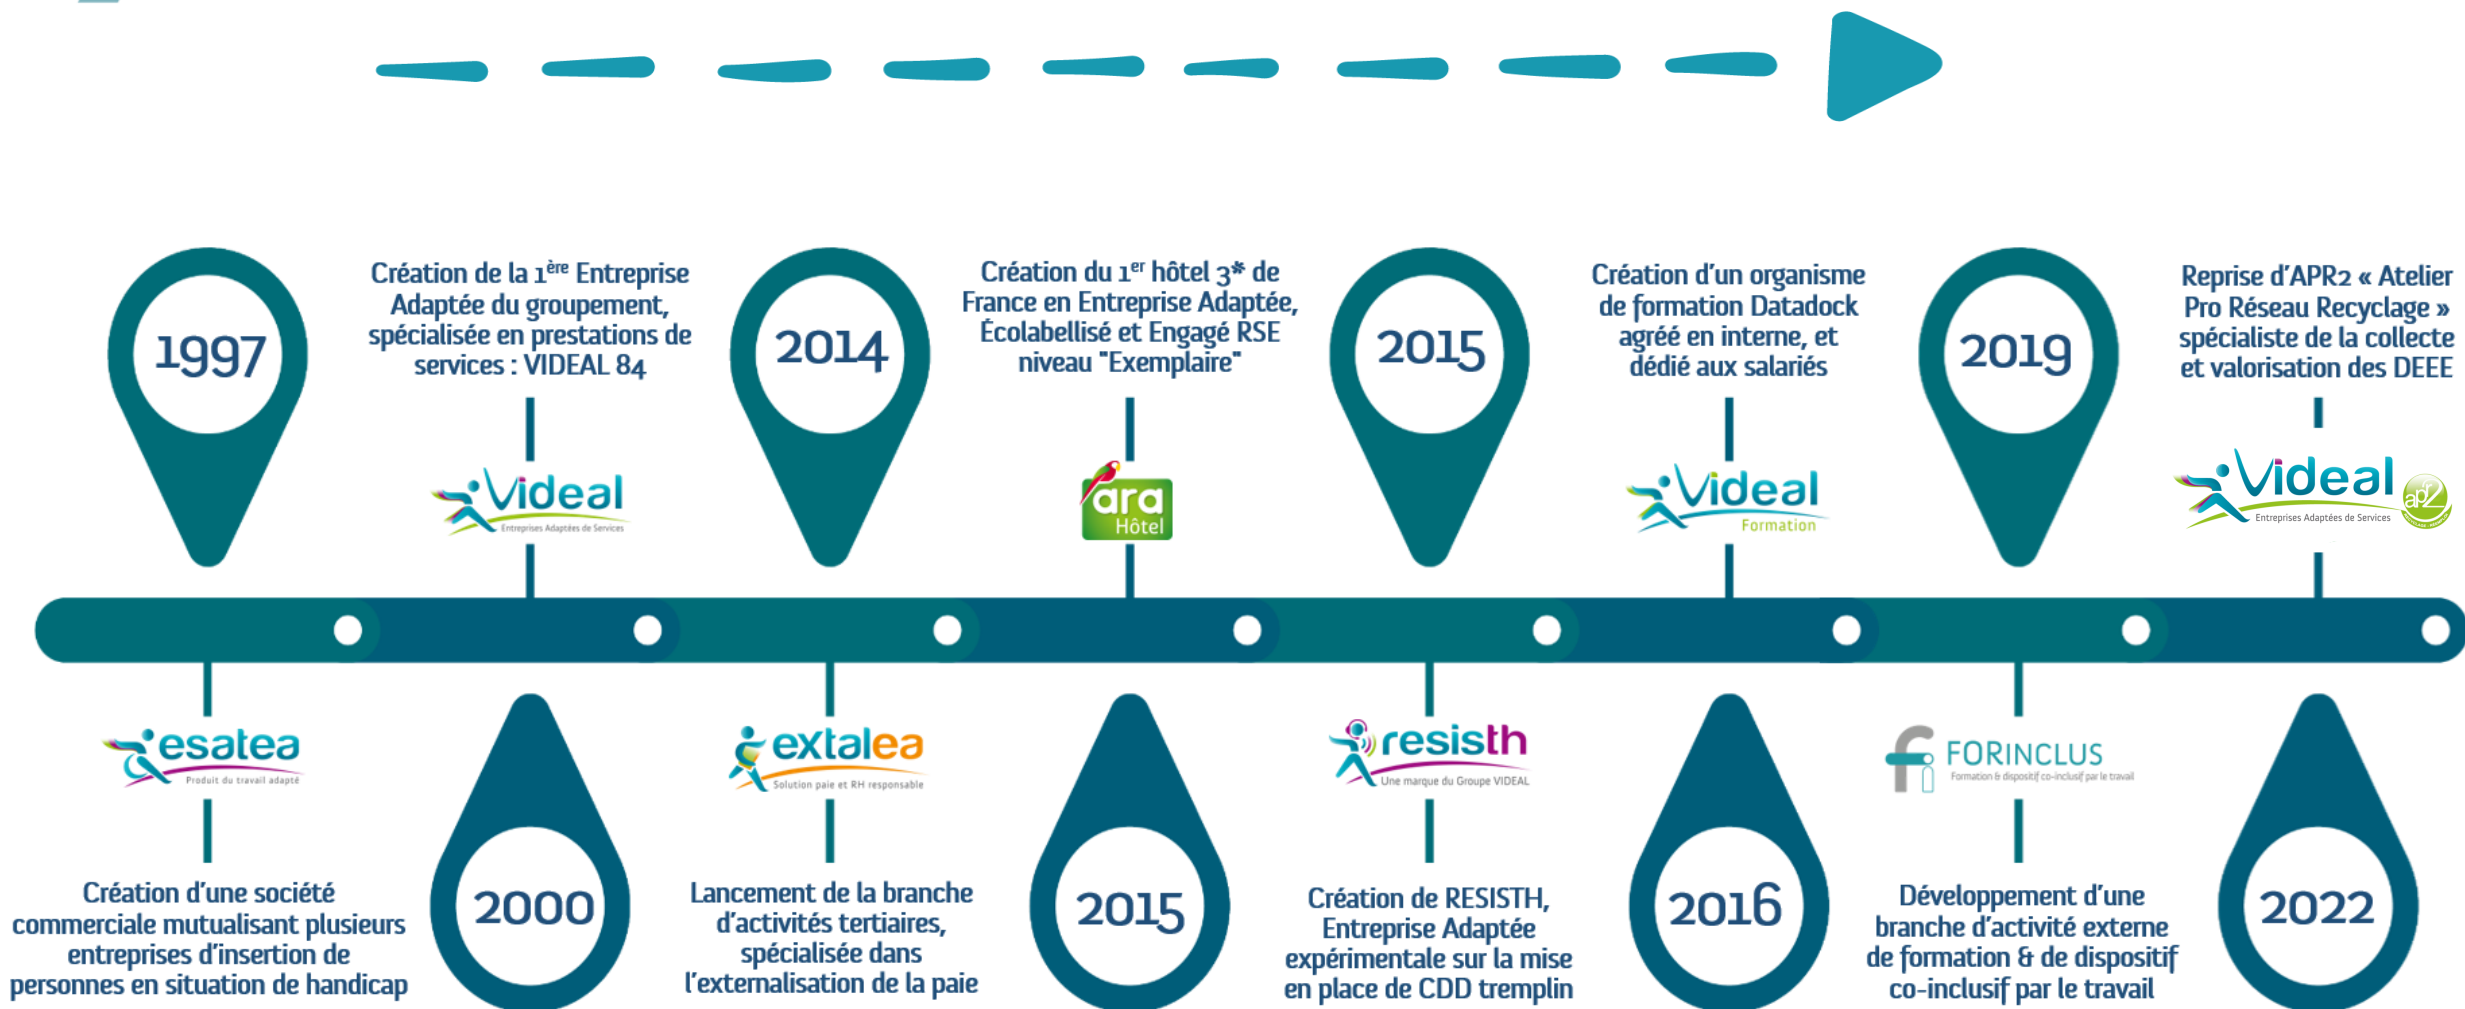 1997
esatea
Produit du travail adapté
Création d'une société
commerciale mutualisant plusieurs
entreprises d'insertion de
personnes en situation de handicap
Création de la 1ère Entreprise
Adaptée du groupement,
spécialisée en prestations de
services : VIDEAL 84
Videal
Entreprises Adaptées de Services
2000
2014
extalea
Solution paie et RH responsable
Lancement de la branche
d'activités tertiaires,
spécialisée dans
l'externalisation de la paie
Création du 1er hôtel 3* de
France en Entreprise Adaptée,
Écolabellisé et Engagé RSE
niveau "Exemplaire"
ara
Hôtel
2015
2015
resisth
Une marque du Groupe VIDEAL
Création de RESISTH,
Entreprise Adaptée
expérimentale sur la mise
en place de CDD tremplin
Création d'un organisme
de formation Datadock
agréé en interne, et
dédié aux salariés
Videal
Formation
2016
2019
FORINCLUS
Formation & dispositif co-inclusif par le travail
Développement d'une
branche d'activité externe
de formation & de dispositif
co-inclusif par le travail
Reprise d'APR2 « Atelier
Pro Réseau Recyclage »
spécialiste de la collecte
et valorisation des DEEE
Videal
Entreprises Adaptées de Services
apr2
2022